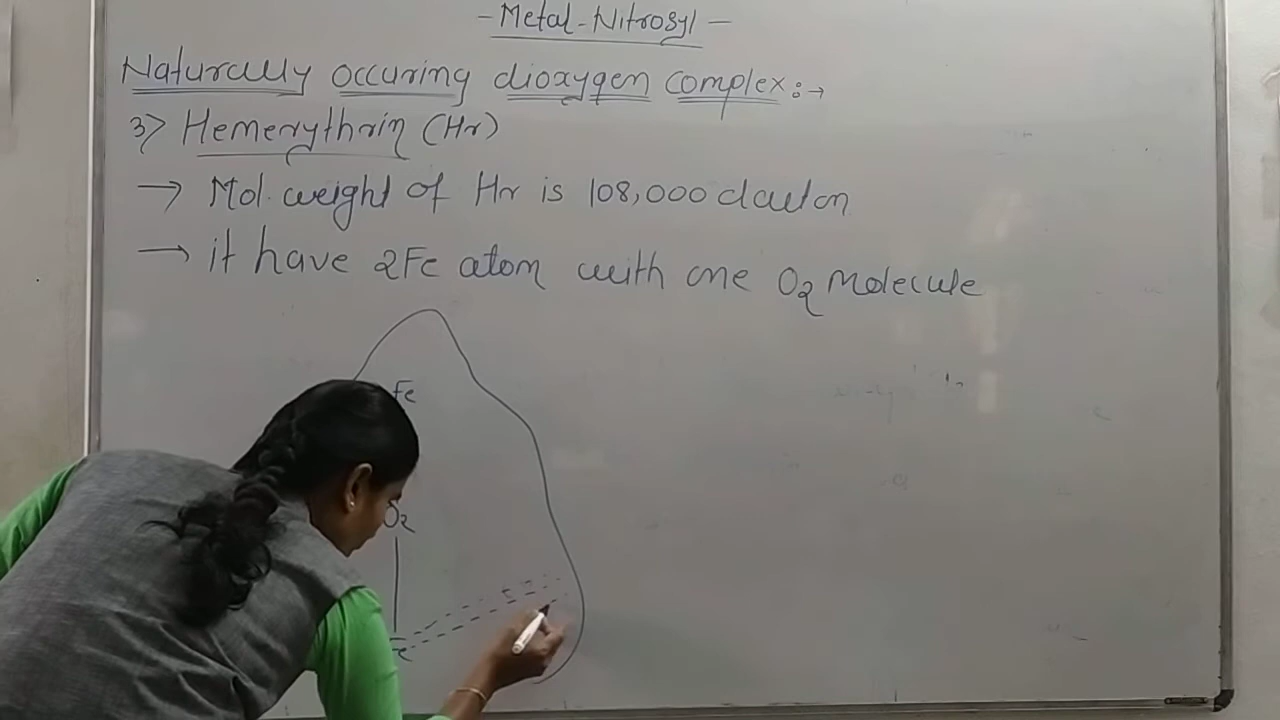 - Metal-Nitrosyl -
Naturally occuring dioxygen complex:→
3> Hemerythrin (Hr)
→ Mol. weight of Hr is 108,000 daulon
→ it have 2Fe atom with one O2 molecule
Fe
O2